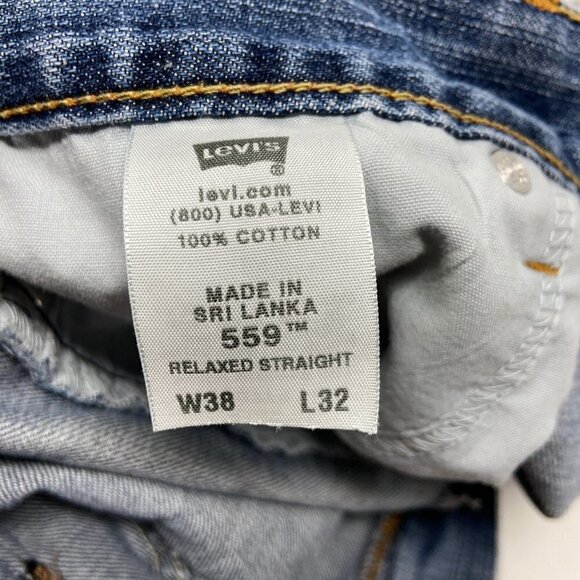 Levi's
levi.com
(800) USA-LEVI
100% COTTON
MADE IN
SRI LANKA
559™
RELAXED STRAIGHT
W38 L32